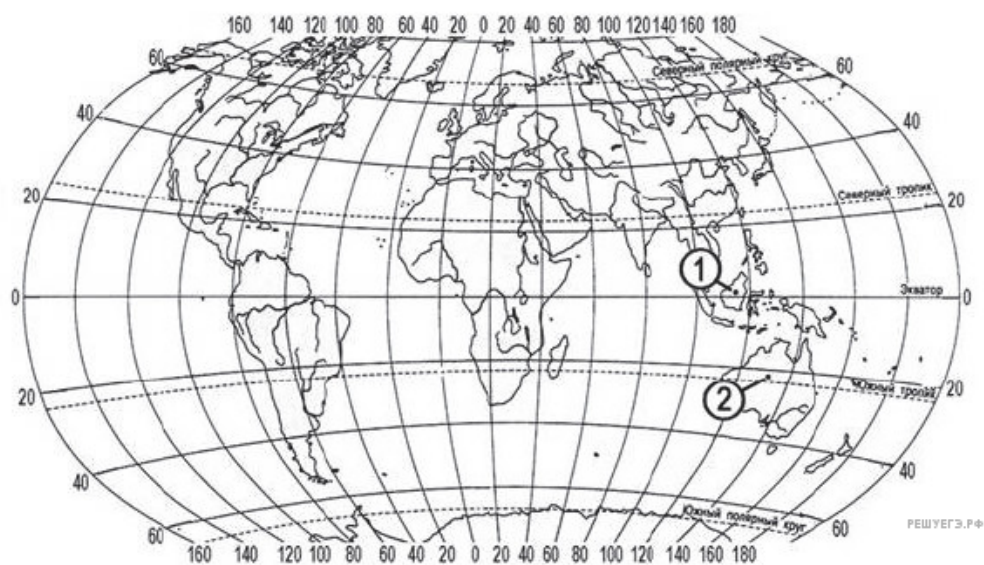 160 140 120 100 80 60 40 20 0 20 40 60 80 100 120 140 160 180
60 Северный полярный круг 60
40 40
Северный тропик
20 20
1
0 Экватор 0
20 Южный тропик 20
2
40 40
60 Южный полярный круг 60
РЕШУЕГЭ.РФ
160 140 120 100 80 60 40 20 0 20 40 60 80 100 120 140 160 180